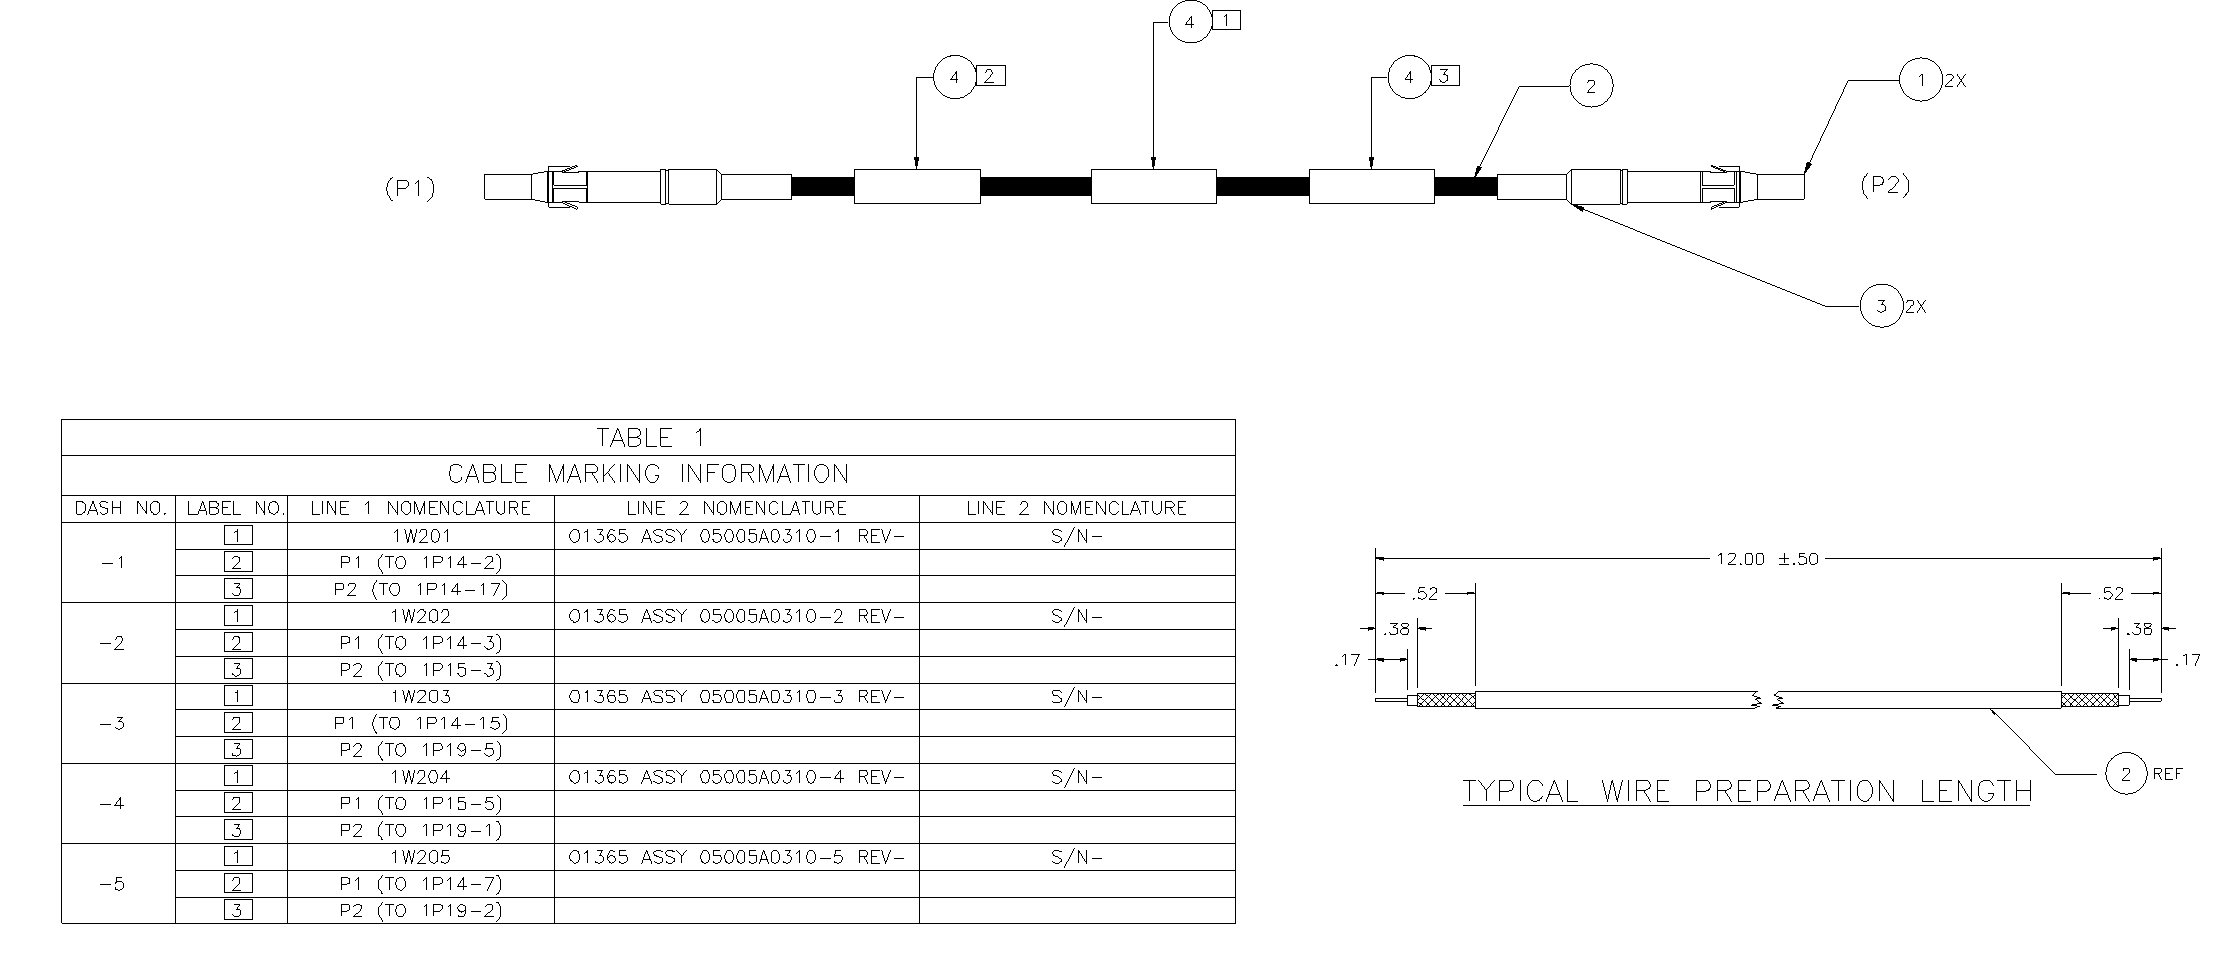 4 1
4 2
4 3
2
1 2X
(P1)
(P2)
3 2X
TABLE 1
CABLE MARKING INFORMATION
DASH NO. LABEL NO. LINE 1 NOMENCLATURE LINE 2 NOMENCLATURE LINE 2 NOMENCLATURE
-1 1 1W201 01365 ASSY 05005A0310-1 REV- S/N-
2 P1 (TO 1P14-2)
3 P2 (TO 1P14-17)
-2 1 1W202 01365 ASSY 05005A0310-2 REV- S/N-
2 P1 (TO 1P14-3)
3 P2 (TO 1P15-3)
-3 1 1W203 01365 ASSY 05005A0310-3 REV- S/N-
2 P1 (TO 1P14-15)
3 P2 (TO 1P19-5)
-4 1 1W204 01365 ASSY 05005A0310-4 REV- S/N-
2 P1 (TO 1P15-5)
3 P2 (TO 1P19-1)
-5 1 1W205 01365 ASSY 05005A0310-5 REV- S/N-
2 P1 (TO 1P14-7)
3 P2 (TO 1P19-2)
12.00 ±.50
.52 .52
.38 .38
.17 .17
2 REF
TYPICAL WIRE PREPARATION LENGTH